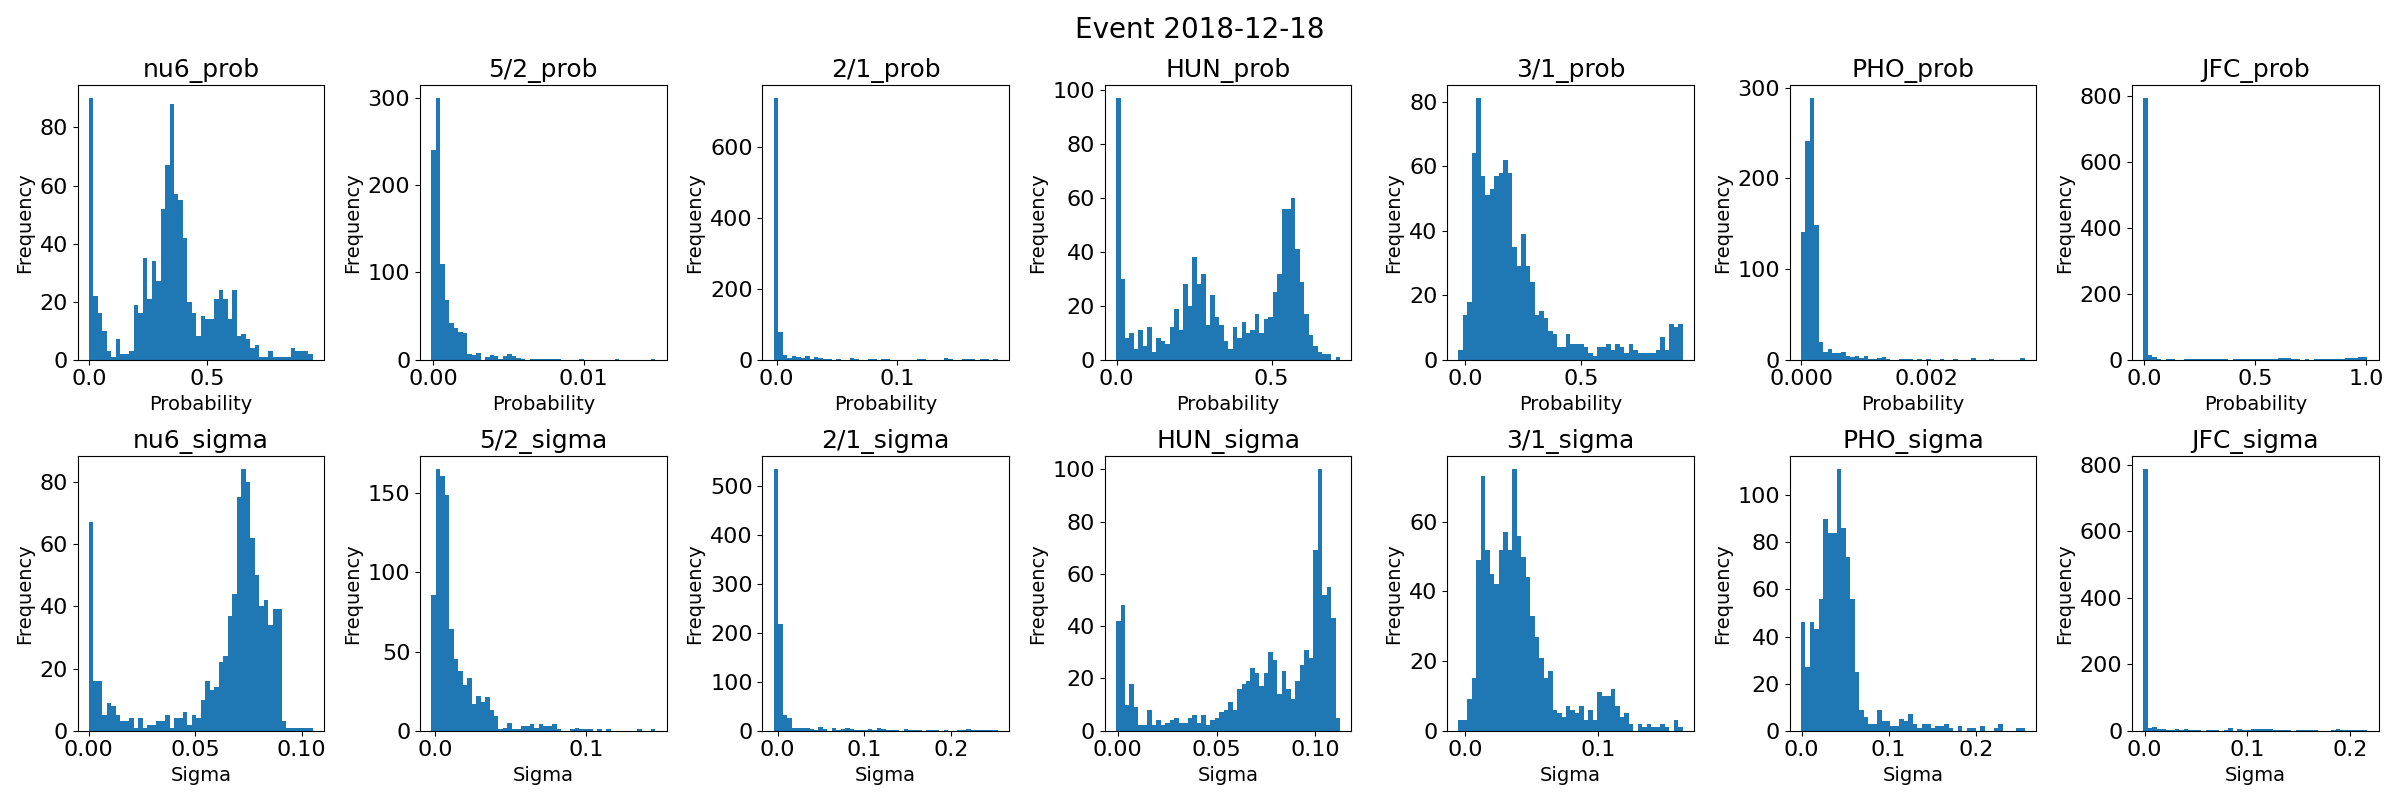 Event 2018-12-18
nu6_prob 5/2_prob 2/1_prob HUN_prob 3/1_prob PHO_prob JFC_prob
Frequency
80
60
40
20
0
0.0 0.5
Probability
Frequency
300
200
100
0
0.00 0.01
Probability
Frequency
600
400
200
0
0.0 0.1
Probability
Frequency
100
80
60
40
20
0
0.0 0.5
Probability
Frequency
80
60
40
20
0
0.0 0.5
Probability
Frequency
300
200
100
0
0.000 0.002
Probability
Frequency
800
600
400
200
0
0.0 0.5 1.0
Probability
nu6_sigma 5/2_sigma 2/1_sigma HUN_sigma 3/1_sigma PHO_sigma JFC_sigma
Frequency
80
60
40
20
0
0.00 0.05 0.10
Sigma
Frequency
150
100
50
0
0.0 0.1
Sigma
Frequency
500
400
300
200
100
0
0.0 0.1 0.2
Sigma
Frequency
100
80
60
40
20
0
0.00 0.05 0.10
Sigma
Frequency
60
40
20
0
0.0 0.1
Sigma
Frequency
100
80
60
40
20
0
0.0 0.1 0.2
Sigma
Frequency
800
600
400
200
0
0.0 0.1 0.2
Sigma